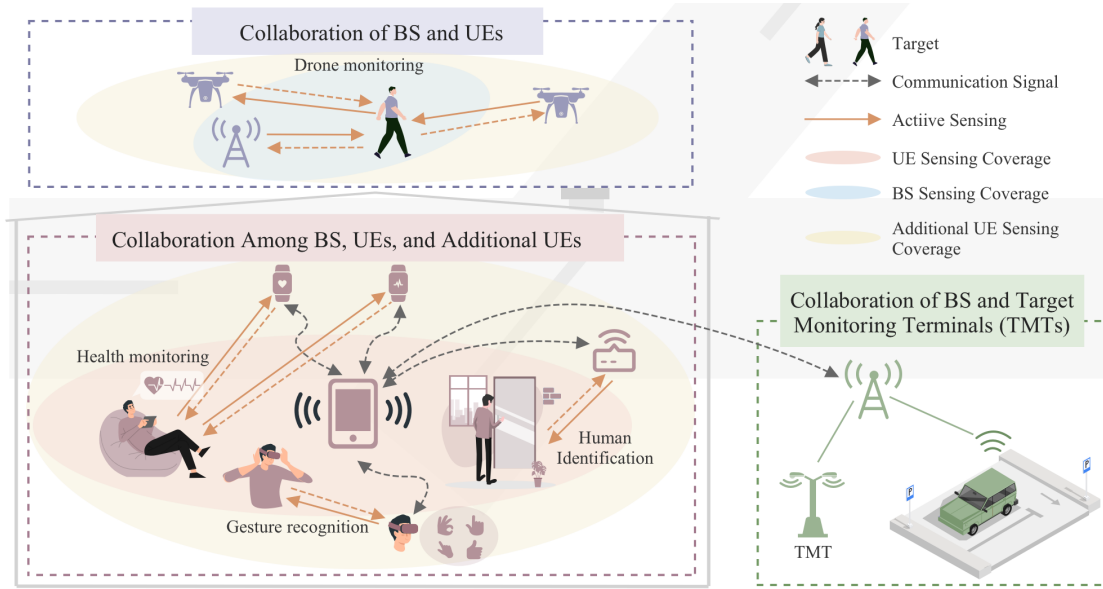 Collaboration of BS and UEs
Drone monitoring
Target
Communication Signal
Actiive Sensing
UE Sensing Coverage
BS Sensing Coverage
Additional UE Sensing
Coverage
Collaboration Among BS, UEs, and Additional UEs
Health monitoring
Human
Identification
Gesture recognition
Collaboration of BS and Target
Monitoring Terminals (TMTs)
P
P
TMT